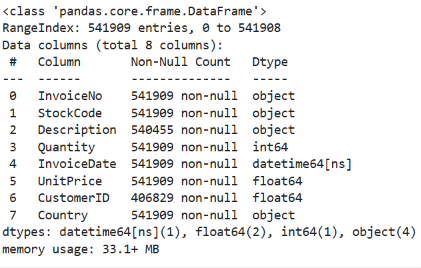 <class 'pandas.core.frame.DataFrame'>
RangeIndex: 541909 entries, 0 to 541908
Data columns (total 8 columns):
 #   Column       Non-Null Count   Dtype
---  ------       --------------   -----
 0   InvoiceNo    541909 non-null  object
 1   StockCode    541909 non-null  object
 2   Description  540455 non-null  object
 3   Quantity     541909 non-null  int64
 4   InvoiceDate  541909 non-null  datetime64[ns]
 5   UnitPrice    541909 non-null  float64
 6   CustomerID   406829 non-null  float64
 7   Country      541909 non-null  object
dtypes: datetime64[ns](1), float64(2), int64(1), object(4)
memory usage: 33.1+ MB